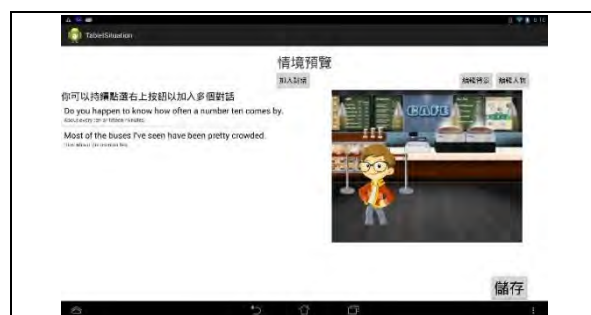 TabletSituation
情境預覽
加入對話
編輯背景 編輯人物
你可以持續點選右上按鈕以加入多個對話
Do you happen to know how often a number ten comes by.
Most of the buses I've seen have been pretty crowded.
CAFE
儲存